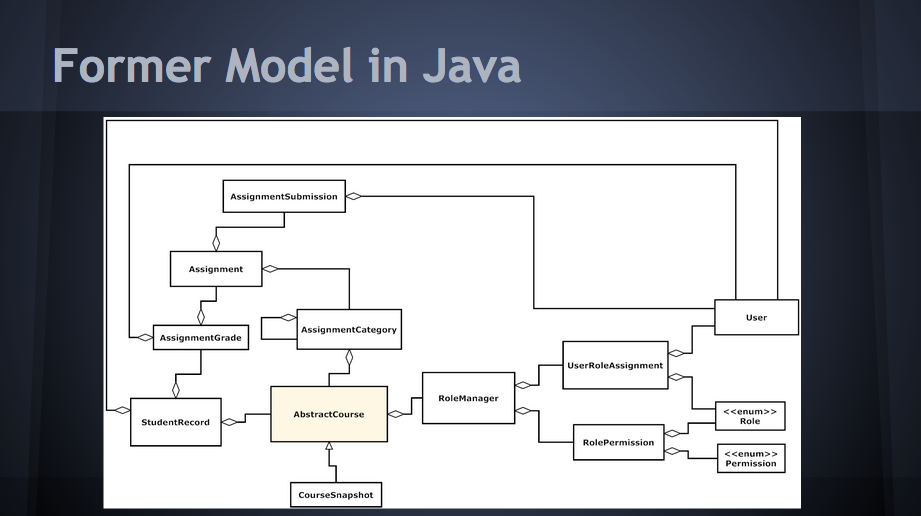 Former Model in Java
AssignmentSubmission
Assignment
User
AssignmentGrade
AssignmentCategory
UserRoleAssignment
RoleManager
AbstractCourse
StudentRecord
<<enum>>
Role
RolePermission
<<enum>>
Permission
CourseSnapshot